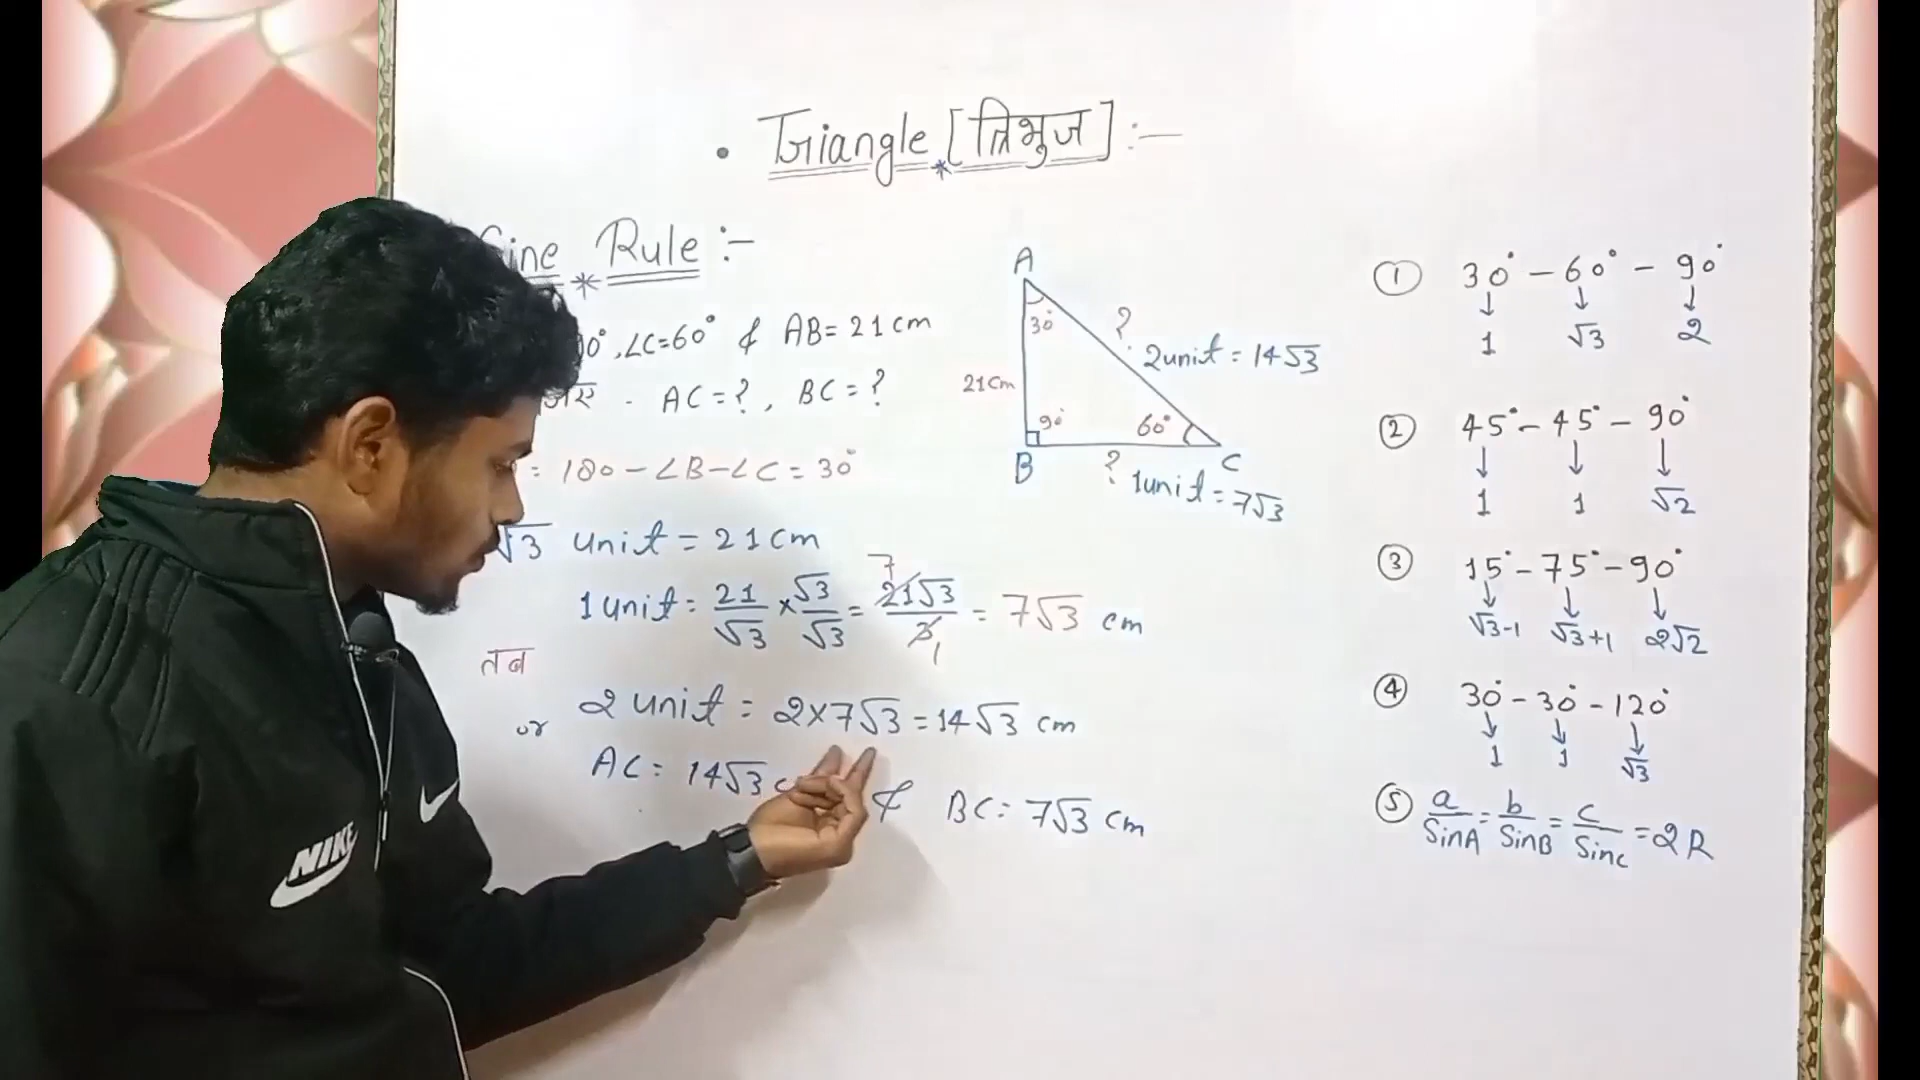 • Triangle [त्रिभुज] :—
Sine Rule :-
∠C=60° & AB= 21 cm
AC = ? , BC = ?
= 180 - ∠B - ∠C = 30°
√3 unit = 21 cm
1 unit = 21/√3 × √3/√3 = 21√3/3 = 7√3 cm
7
1
तब
2 unit = 2×7√3 = 14√3 cm
or
AC = 14√3 & BC = 7√3 cm
A
30°
?
2unit = 14√3
21cm
90°
60°
B
C
? 1unit = 7√3
① 30° - 60° - 90°
↓ ↓ ↓
1 √3 2
② 45° - 45° - 90°
↓ ↓ ↓
1 1 √2
③ 15° - 75° - 90°
↓ ↓ ↓
√3-1 √3+1 2√2
④ 30° - 30° - 120°
↓ ↓ ↓
1 1 √3
⑤ a/SinA = b/SinB = c/Sinc = 2R
NIKE